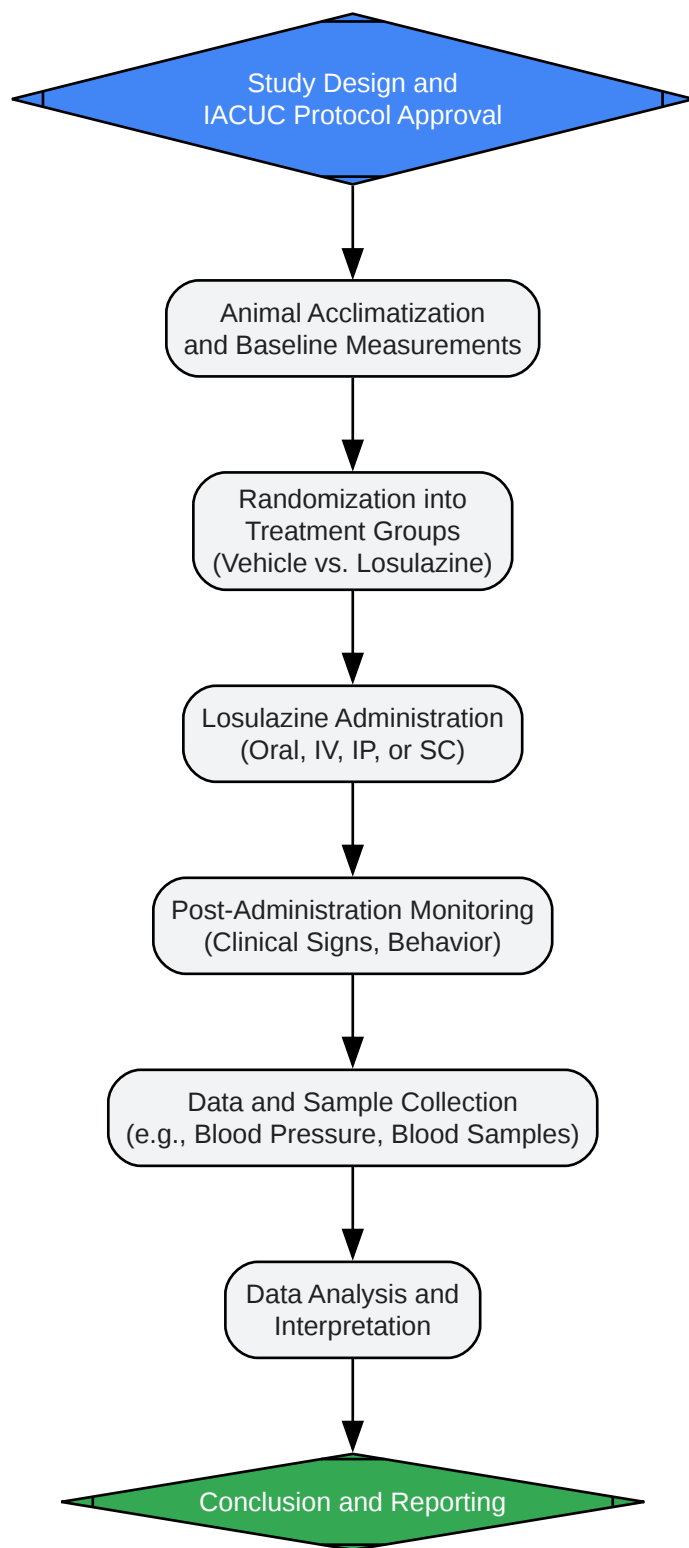 Study Design and
IACUC Protocol Approval
Animal Acclimatization
and Baseline Measurements
Randomization into
Treatment Groups
(Vehicle vs. Losulazine)
Losulazine Administration
(Oral, IV, IP, or SC)
Post-Administration Monitoring
(Clinical Signs, Behavior)
Data and Sample Collection
(e.g., Blood Pressure, Blood Samples)
Data Analysis and
Interpretation
Conclusion and Reporting